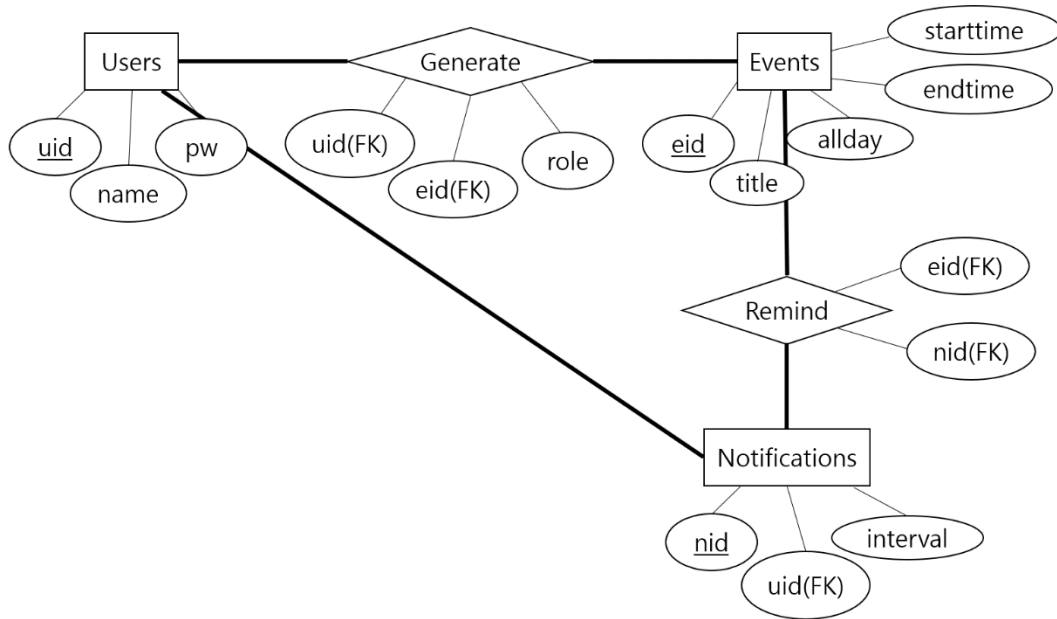 Users
Generate
Events
starttime
endtime
uid
name
pw
uid(FK)
eid(FK)
role
eid
title
allday
Remind
eid(FK)
nid(FK)
Notifications
nid
uid(FK)
interval